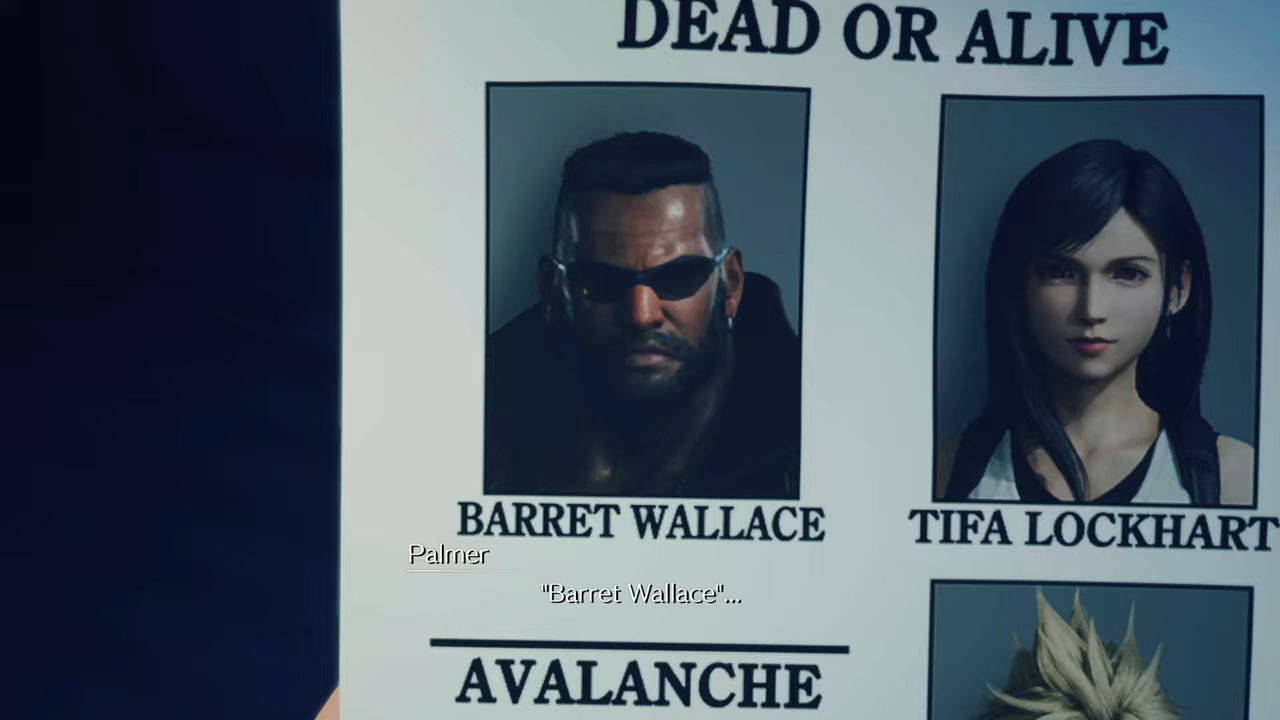 DEAD OR ALIVE
BARRET WALLACE
TIFA LOCKHART
Palmer
"Barret Wallace"...
AVALANCHE